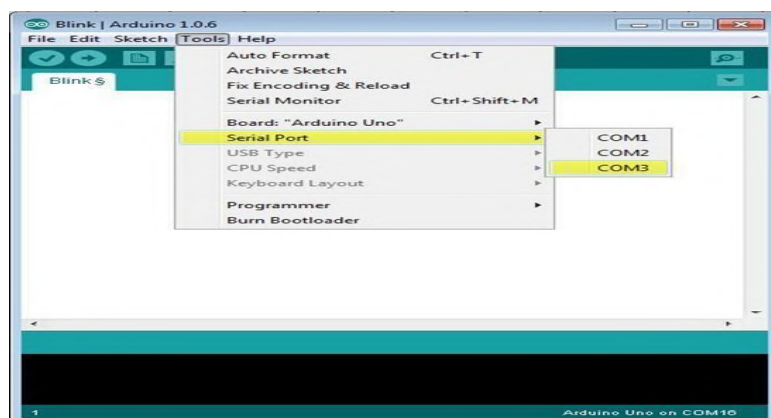 Blink | Arduino 1.0.6
File Edit Sketch Tools Help
Auto Format Ctrl+T
Archive Sketch
Fix Encoding & Reload
Serial Monitor Ctrl+Shift+M
Blink §
Board: "Arduino Uno"
Serial Port
USB Type
CPU Speed
Keyboard Layout
Programmer
Burn Bootloader
COM1
COM2
COM3
1 Arduino Uno on COM16